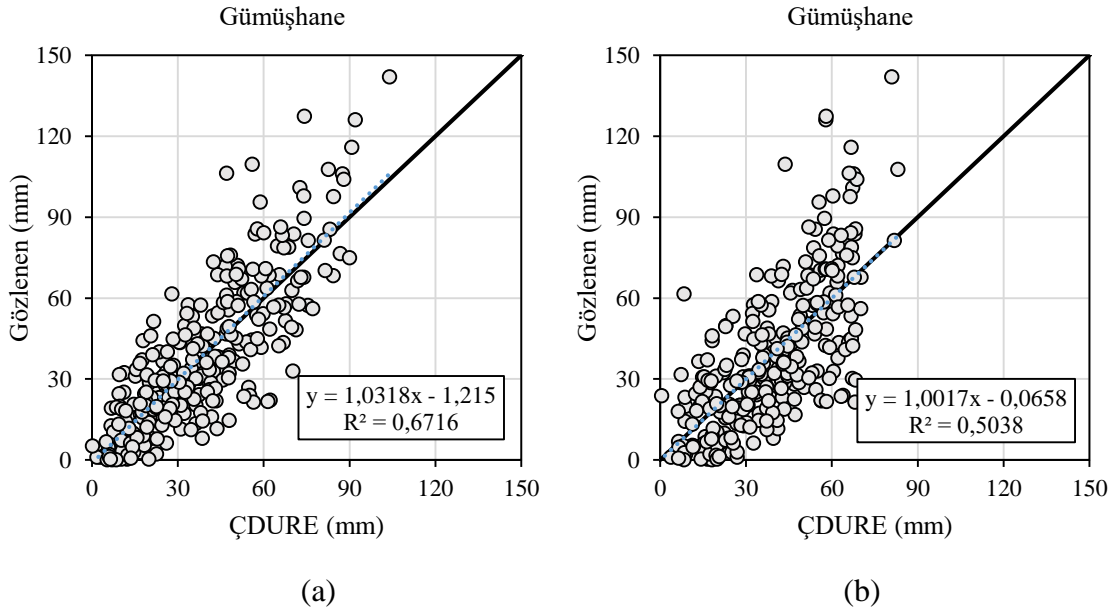 Gümüşhane
150
120
90
60
30
0
0 30 60 90 120 150
Gözlenen (mm)
ÇDURE (mm)
y = 1,0318x - 1,215
R² = 0,6716
(a)
Gümüşhane
150
120
90
60
30
0
0 30 60 90 120 150
Gözlenen (mm)
ÇDURE (mm)
y = 1,0017x - 0,0658
R² = 0,5038
(b)